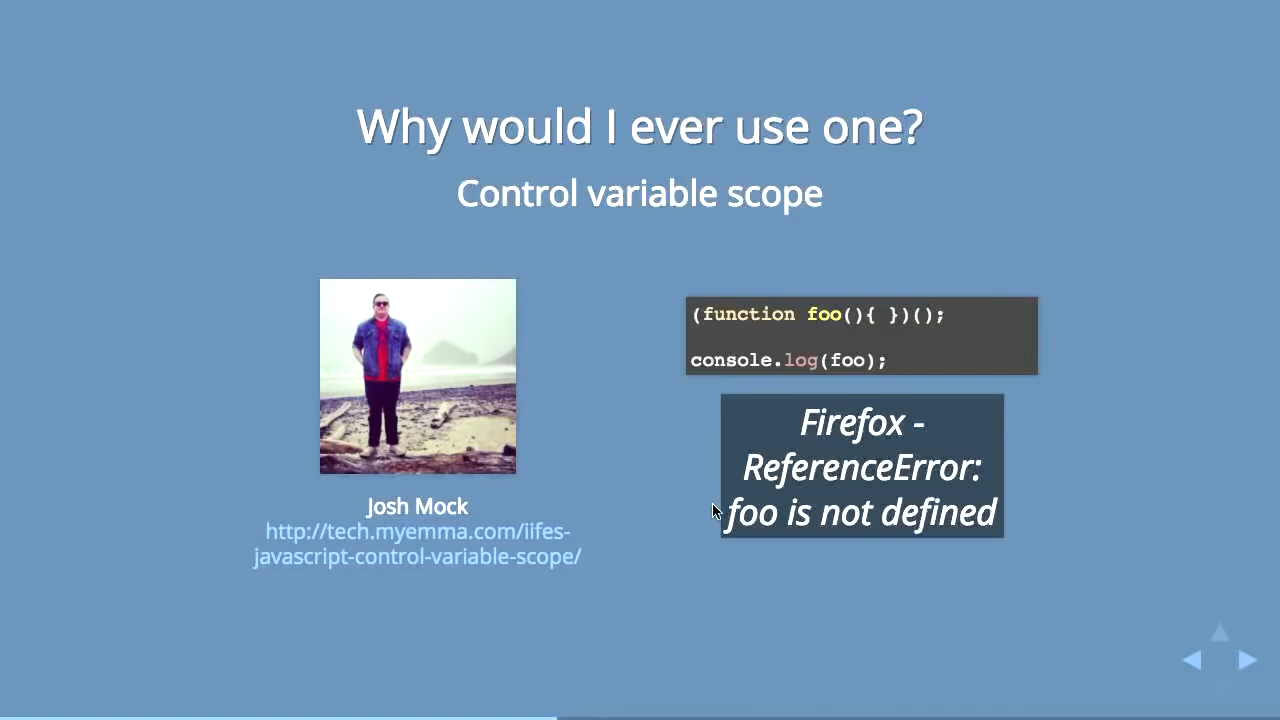 Why would I ever use one?
Control variable scope
(function foo(){ })();
console.log(foo);
Firefox -
ReferenceError:
foo is not defined
Josh Mock
http://tech.myemma.com/iifes-
javascript-control-variable-scope/